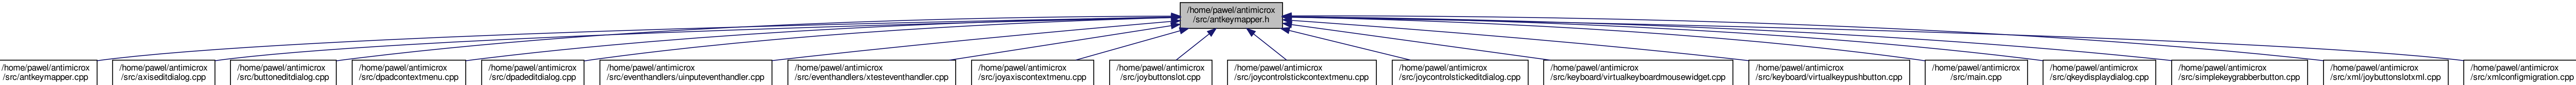 /home/pawel/antimicrox
/src/antkeymapper.h
/home/pawel/antimicrox
/src/antkeymapper.cpp
/home/pawel/antimicrox
/src/axiseditdialog.cpp
/home/pawel/antimicrox
/src/buttoneditdialog.cpp
/home/pawel/antimicrox
/src/dpadcontextmenu.cpp
/home/pawel/antimicrox
/src/dpadeditdialog.cpp
/home/pawel/antimicrox
/src/eventhandlers/uinputeventhandler.cpp
/home/pawel/antimicrox
/src/eventhandlers/xtesteventhandler.cpp
/home/pawel/antimicrox
/src/joyaxiscontextmenu.cpp
/home/pawel/antimicrox
/src/joybuttonslot.cpp
/home/pawel/antimicrox
/src/joycontrolstickcontextmenu.cpp
/home/pawel/antimicrox
/src/joycontrolstickeditdialog.cpp
/home/pawel/antimicrox
/src/keyboard/virtualkeyboardmousewidget.cpp
/home/pawel/antimicrox
/src/keyboard/virtualkeypushbutton.cpp
/home/pawel/antimicrox
/src/main.cpp
/home/pawel/antimicrox
/src/qkeydisplaydialog.cpp
/home/pawel/antimicrox
/src/simplekeygrabberbutton.cpp
/home/pawel/antimicrox
/src/xml/joybuttonslotxml.cpp
/home/pawel/antimicrox
/src/xmlconfigmigration.cpp